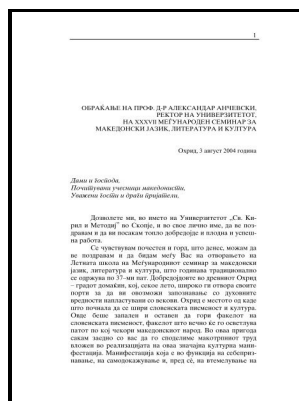 1
ОБРАЌАЊЕ НА ПРОФ. Д-Р АЛЕКСАНДАР АНЧЕВСКИ,
РЕКТОР НА УНИВЕРЗИТЕТОТ,
НА XXXVII МЕЃУНАРОДЕН СЕМИНАР ЗА
МАКЕДОНСКИ ЈАЗИК, ЛИТЕРАТУРА И КУЛТУРА
Охрид, 3 август 2004 година
Дами и господа,
Почитувани учесници македонисти,
Уважени гости и драги пријатели,
Дозволете ми, во името на Универзитетот „Св. Ки-
рил и Методиј“ во Скопје, и во свое лично име, да ве поз-
дравам и да ви посакам топло добредојде и плодна и успеш-
на работа.
Се чувствувам почестен и горд, што денес, можам да
ве поздравам и да бидам меѓу Вас на отворањето на
Летната школа на Меѓународниот семинар за македонски
јазик, литература и култура, што годинава традиционално
се одржува по 37-ми пат. Добредојдовте во древниот Охрид
– градот домаќин, кој, секое лето, широко ги отвора своите
порти за да ви овозможи запознавање со духовните
вредности напластувани со векови. Охрид е местото од каде
што почнала да се шири словенската писменост и култура.
Овде беше запален и оставен да гори факелот на
словенската писменост, факелот што вечно ќе го осветлува
патот по кој чекори македонскиот народ. Во оваа пригода
сакам заедно со вас да го споделиме макотрпниот труд
вложен во реализацијата на оваа значајна културна мани-
фестација. Манифестација која е во функција на себеприз-
навање, на самодокажување и, пред сѐ, на втемелување на